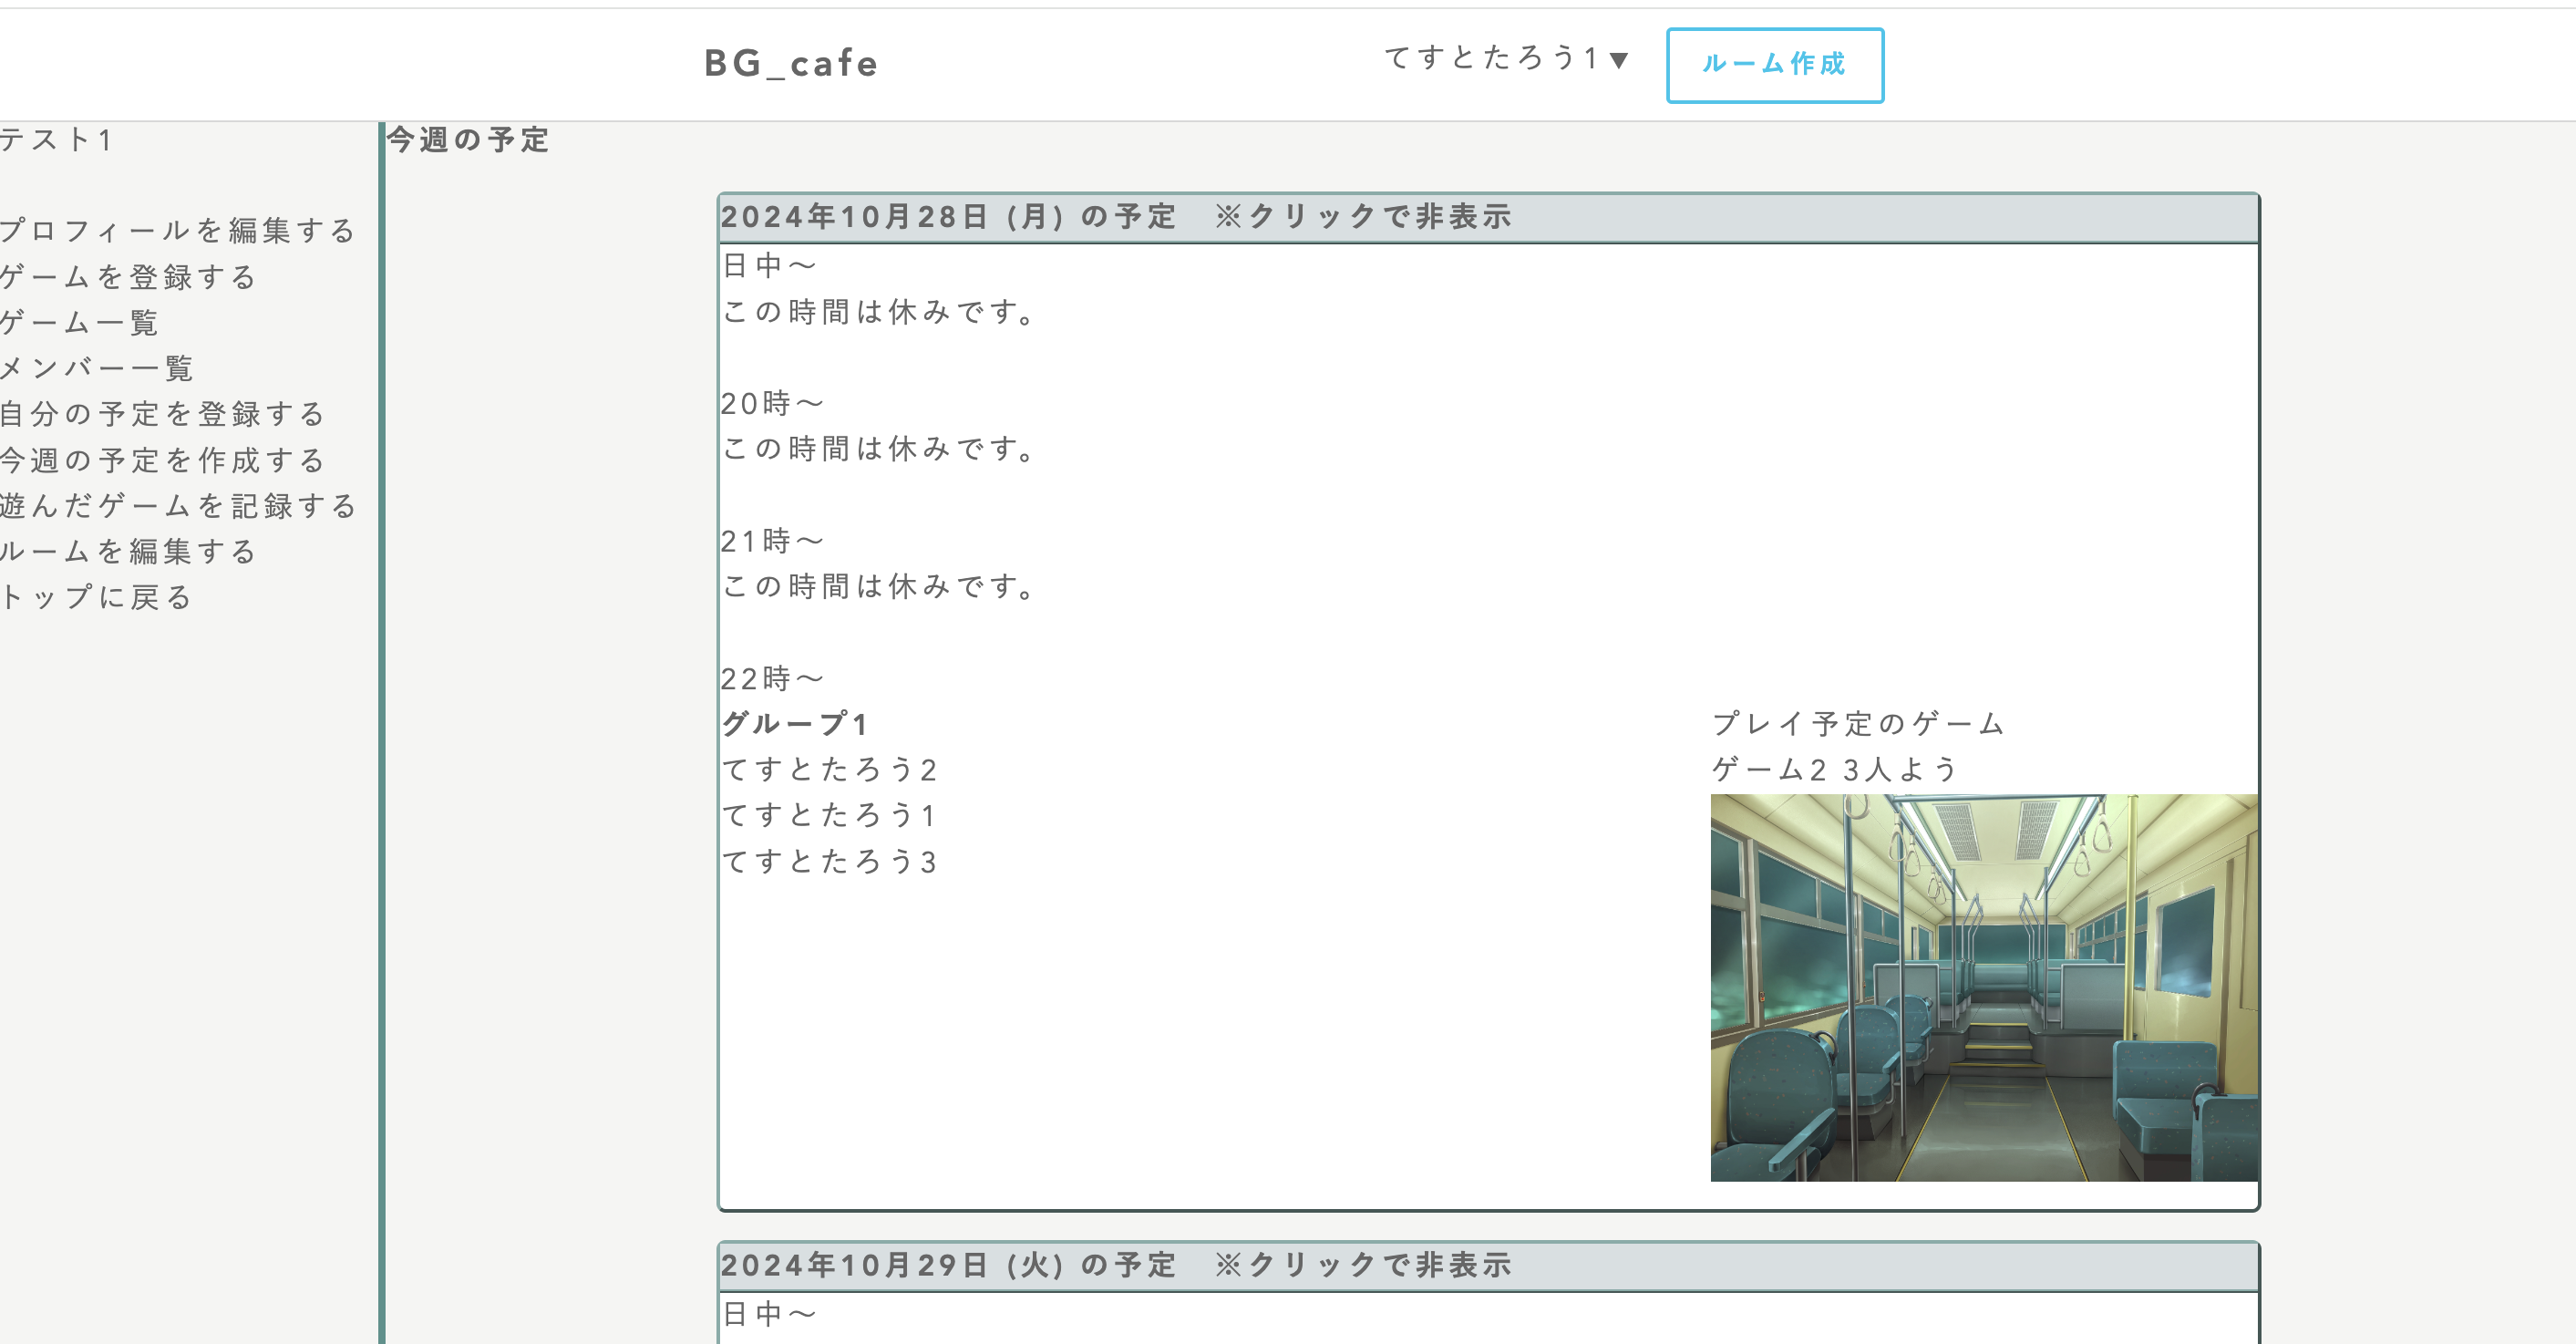 BG_cafe
てすとたろう1▼
ルーム作成
テスト1
プロフィールを編集する
ゲームを登録する
ゲーム一覧
メンバー一覧
自分の予定を登録する
今週の予定を作成する
遊んだゲームを記録する
ルームを編集する
トップに戻る
今週の予定
2024年10月28日 (月) の予定　※クリックで非表示
日中〜
この時間は休みです。
20時〜
この時間は休みです。
21時〜
この時間は休みです。
22時〜
グループ1
てすとたろう2
てすとたろう1
てすとたろう3
プレイ予定のゲーム
ゲーム2 3人よう
2024年10月29日 (火) の予定　※クリックで非表示
日中〜